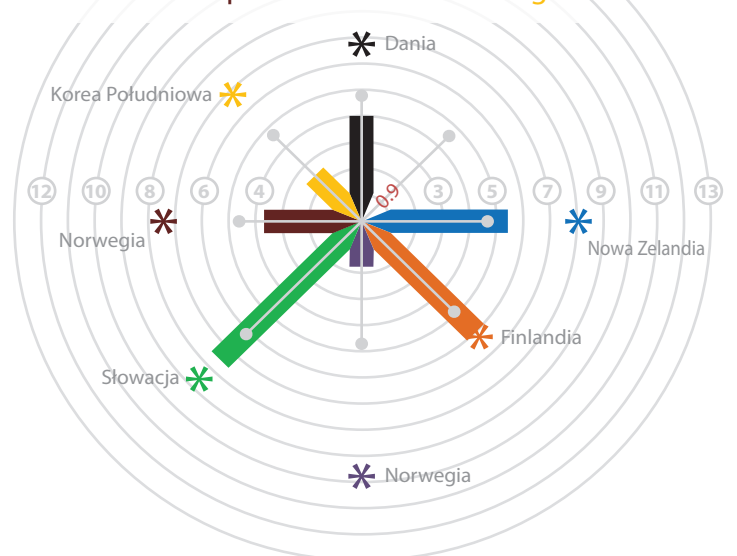 Dania
Korea Południowa
12 10 8 6 4 0.9 3 5 7 9 11 13
Norwegia
Nowa Zelandia
Finlandia
Słowacja
Norwegia